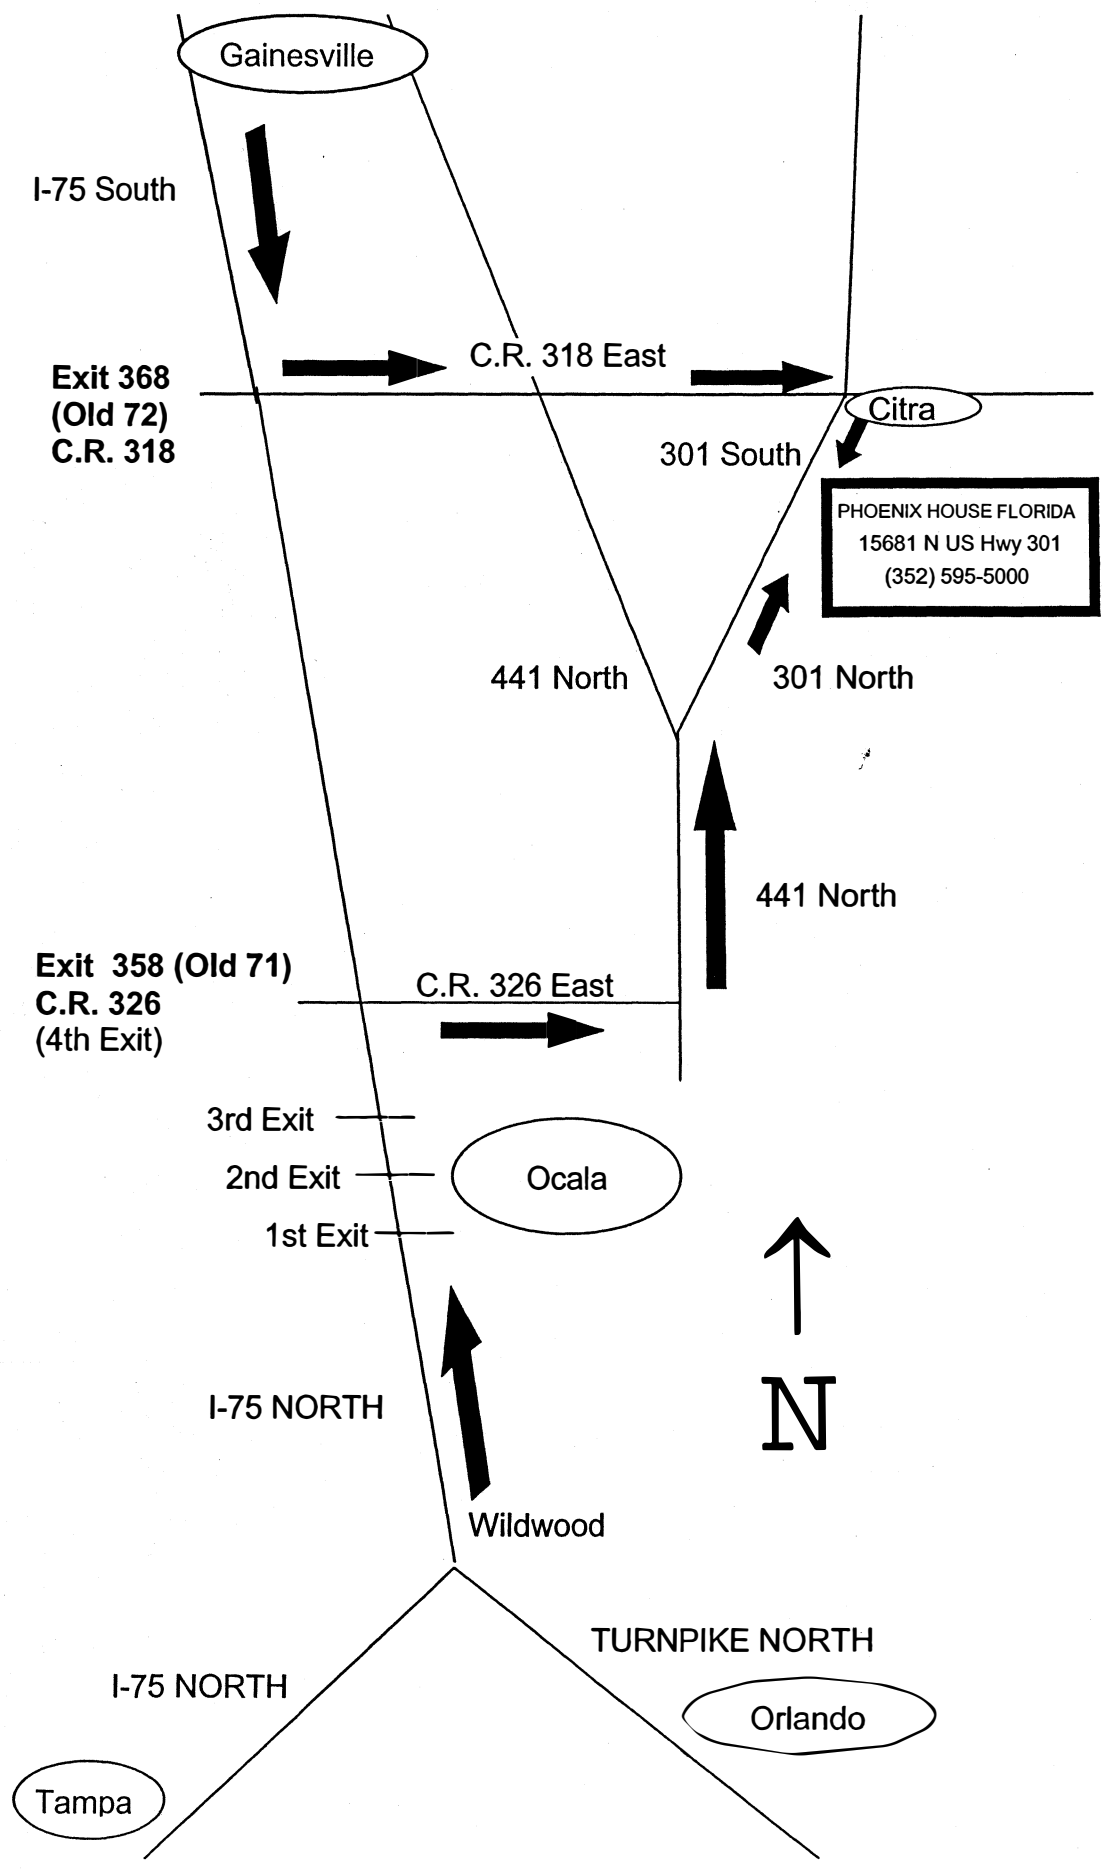 Gainesville
I-75 South
C.R. 318 East
Exit 368
(Old 72)
C.R. 318
Citra
301 South
PHOENIX HOUSE FLORIDA
15681 N US Hwy 301
(352) 595-5000
441 North
301 North
441 North
Exit 358 (Old 71)
C.R. 326
(4th Exit)
C.R. 326 East
3rd Exit
2nd Exit
1st Exit
Ocala
N
I-75 NORTH
Wildwood
TURNPIKE NORTH
I-75 NORTH
Orlando
Tampa